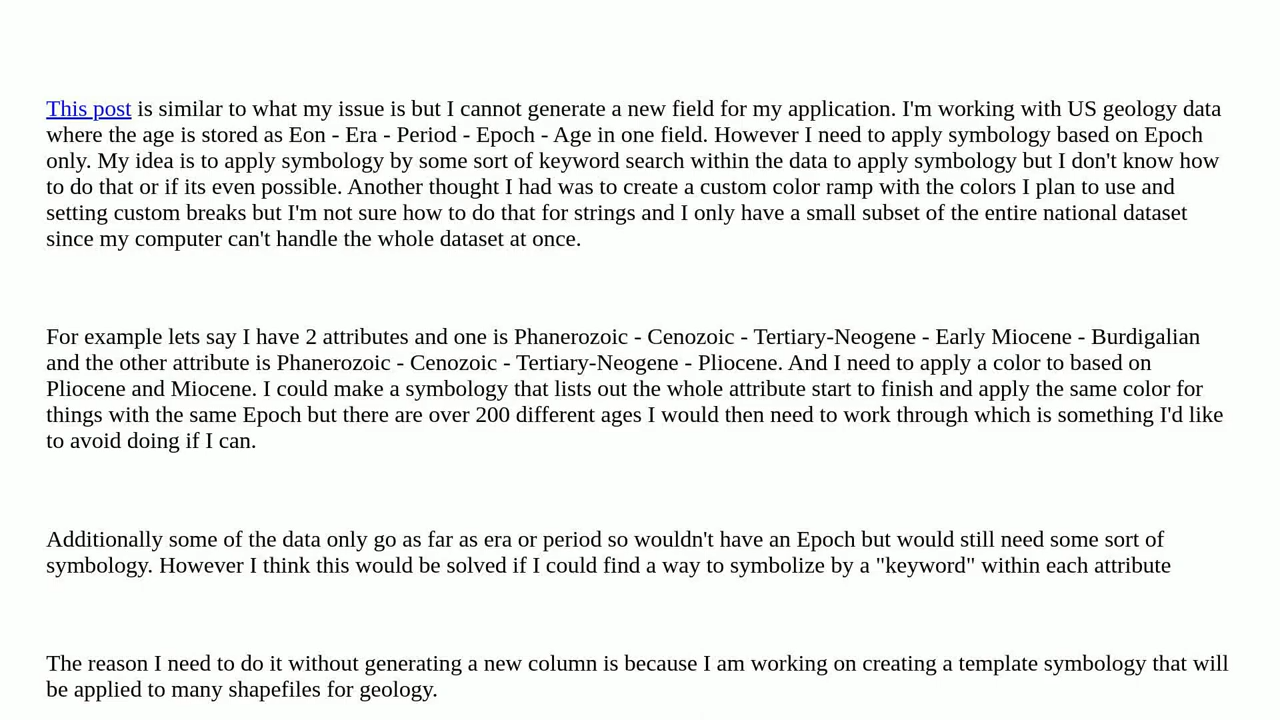 This post is similar to what my issue is but I cannot generate a new field for my application. I'm working with US geology data
where the age is stored as Eon - Era - Period - Epoch - Age in one field. However I need to apply symbology based on Epoch
only. My idea is to apply symbology by some sort of keyword search within the data to apply symbology but I don't know how
to do that or if its even possible. Another thought I had was to create a custom color ramp with the colors I plan to use and
setting custom breaks but I'm not sure how to do that for strings and I only have a small subset of the entire national dataset
since my computer can't handle the whole dataset at once.
For example lets say I have 2 attributes and one is Phanerozoic - Cenozoic - Tertiary-Neogene - Early Miocene - Burdigalian
and the other attribute is Phanerozoic - Cenozoic - Tertiary-Neogene - Pliocene. And I need to apply a color to based on
Pliocene and Miocene. I could make a symbology that lists out the whole attribute start to finish and apply the same color for
things with the same Epoch but there are over 200 different ages I would then need to work through which is something I'd like
to avoid doing if I can.
Additionally some of the data only go as far as era or period so wouldn't have an Epoch but would still need some sort of
symbology. However I think this would be solved if I could find a way to symbolize by a "keyword" within each attribute
The reason I need to do it without generating a new column is because I am working on creating a template symbology that will
be applied to many shapefiles for geology.